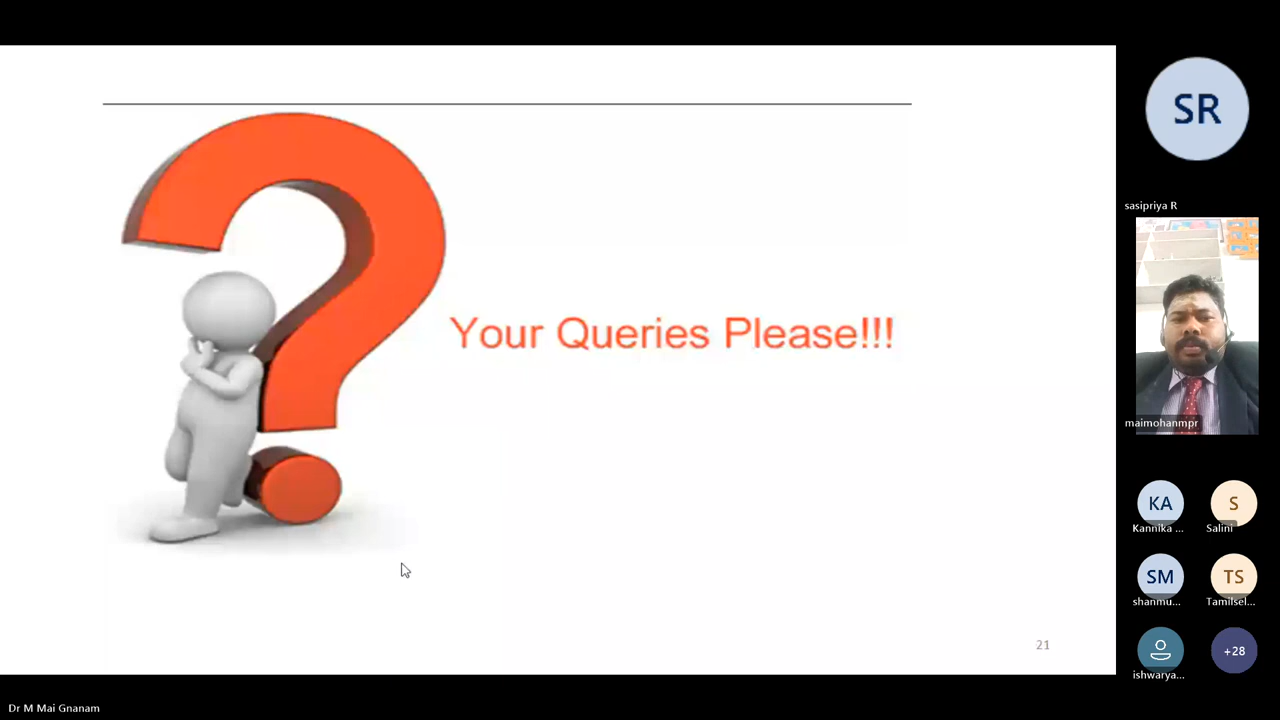 Your Queries Please!!!
21
SR
sasipriya R
maimohanmpr
KA
Kannika ...
S
Salini
SM
shanmu...
TS
Tamilsel...
ishwarya...
+28
Dr M Mai Gnanam